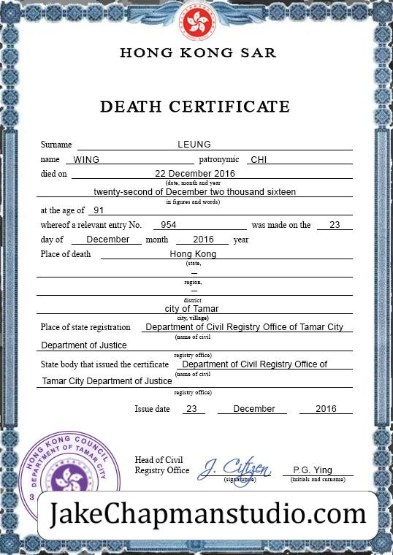 HONG KONG SAR
DEATH CERTIFICATE
Surname LEUNG
name WING patronymic CHI
died on 22 December 2016
(date, month and year
twenty-second of December two thousand sixteen
in figures and words)
at the age of 91
whereof a relevant entry No. 954 was made on the 23
day of December month 2016 year
Place of death Hong Kong
(state,
—
region,
—
district
city of Tamar
city, village)
Place of state registration Department of Civil Registry Office of Tamar City
(name of civil
Department of Justice
registry office)
State body that issued the certificate Department of Civil Registry Office of
(name of civil
Tamar City Department of Justice
registry office)
Issue date 23 December 2016
HONG KONG COUNCIL
DEPARTMENT OF TAMAR CITY
Head of Civil
Registry Office J. Citizen P.G. Ying
(signature) (initials and surname)
JakeChapmanstudio.com